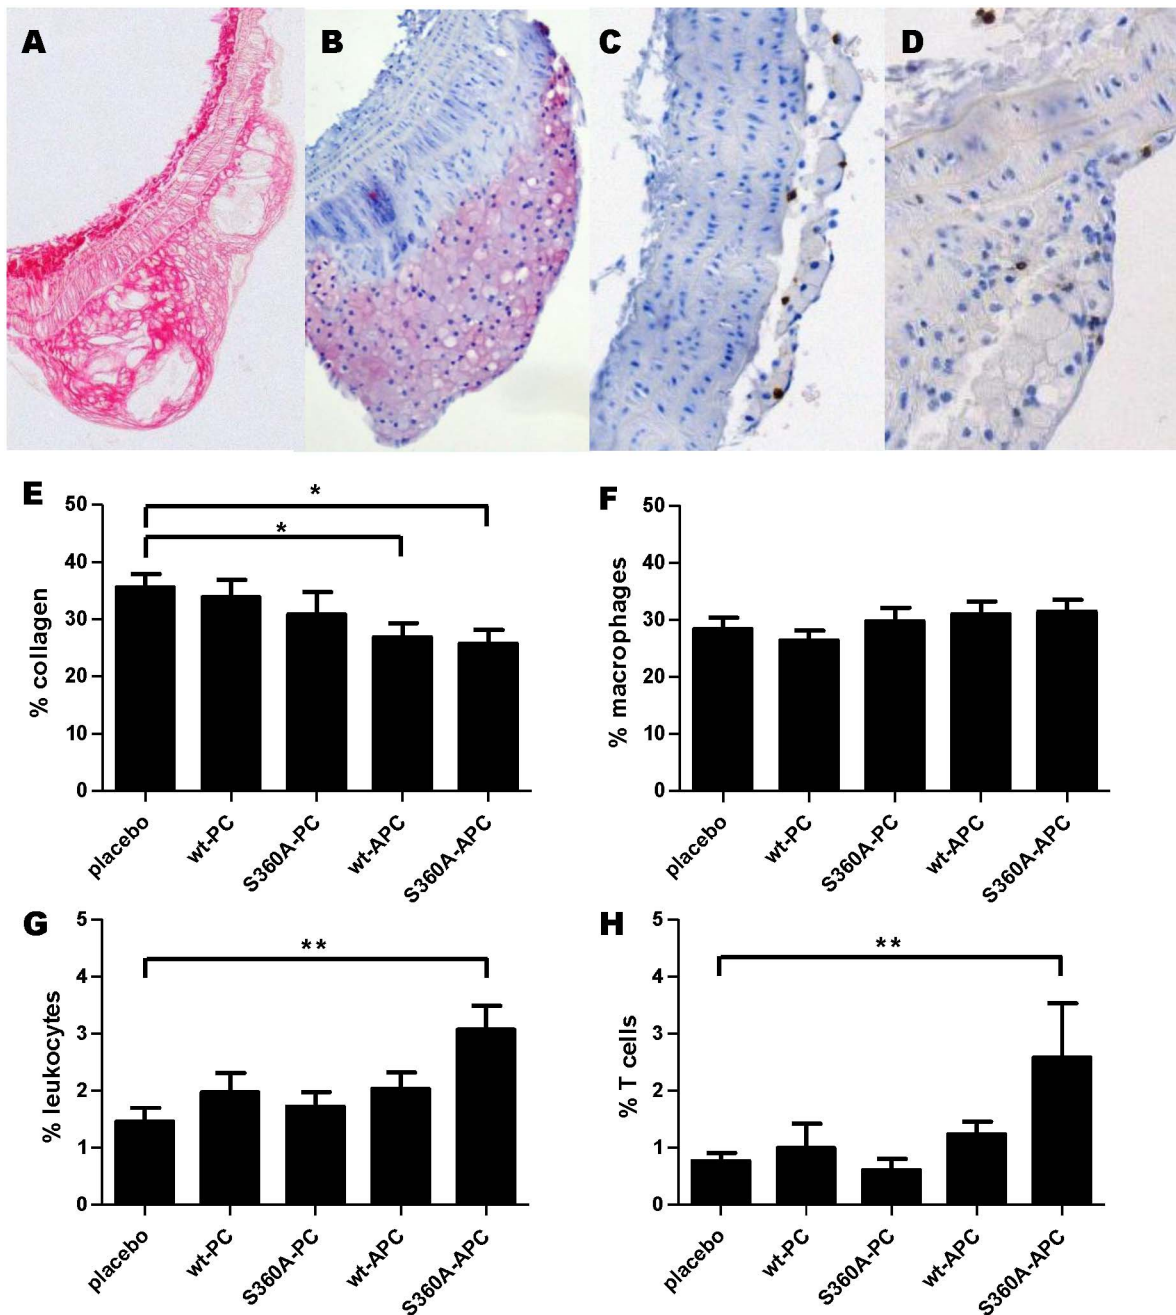 A
B
C
D
E
50
40
30
20
10
0
% collagen
*
*
placebo
wt-PC
S360A-PC
wt-APC
S360A-APC
F
50
40
30
20
10
0
% macrophages
placebo
wt-PC
S360A-PC
wt-APC
S360A-APC
G
5
4
3
2
1
0
% leukocytes
**
placebo
wt-PC
S360A-PC
wt-APC
S360A-APC
H
5
4
3
2
1
0
% T cells
**
placebo
wt-PC
S360A-PC
wt-APC
S360A-APC